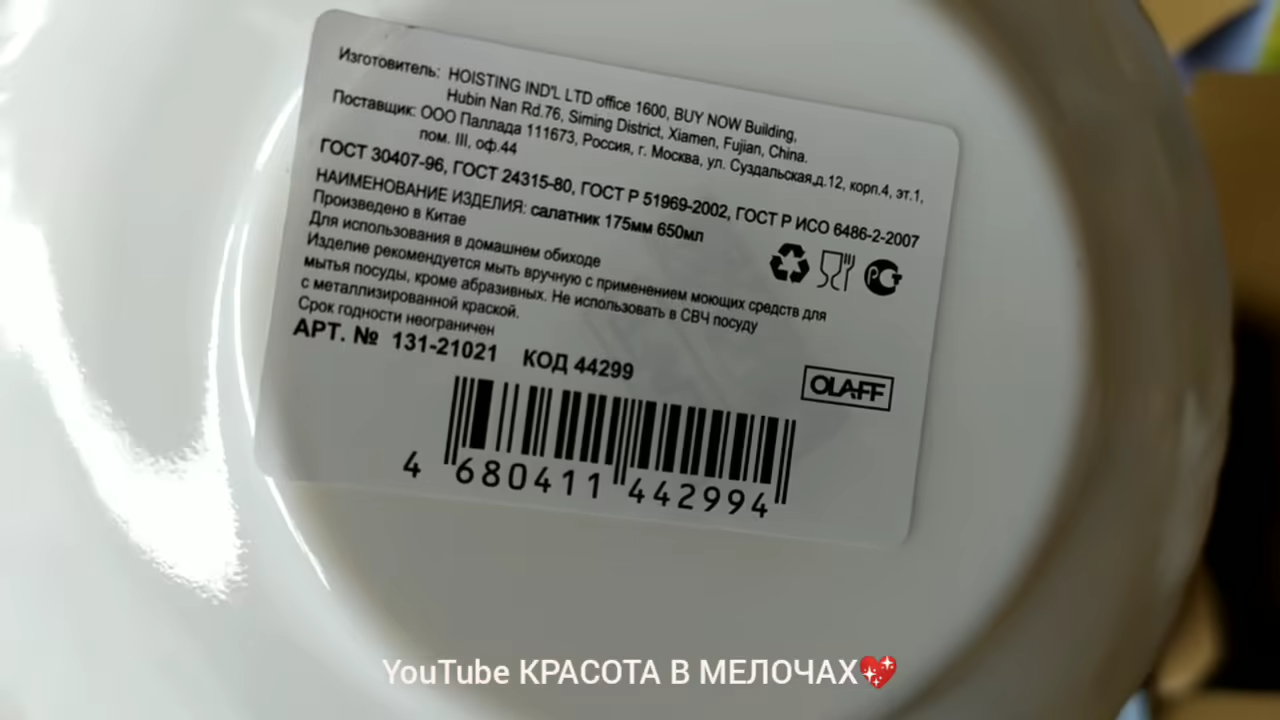 Изготовитель: HOISTING IND'L LTD office 1600, BUY NOW Building,
Hubin Nan Rd.76, Siming District, Xiamen, Fujian, China.
Поставщик: ООО Паллада 111673, Россия, г. Москва, ул. Суздальская,д.12, корп.4, эт.1,
пом. III, оф.44
ГОСТ 30407-96, ГОСТ 24315-80, ГОСТ Р 51969-2002, ГОСТ Р ИСО 6486-2-2007
НАИМЕНОВАНИЕ ИЗДЕЛИЯ: салатник 175мм 650мл
Произведено в Китае
Для использования в домашнем обиходе
Изделие рекомендуется мыть вручную с применением моющих средств для
мытья посуды, кроме абразивных. Не использовать в СВЧ посуду
с металлизированной краской.
Срок годности неограничен
АРТ. № 131-21021 КОД 44299
OLAFF
4 680411 442994
YouTube КРАСОТА В МЕЛОЧАХ💖